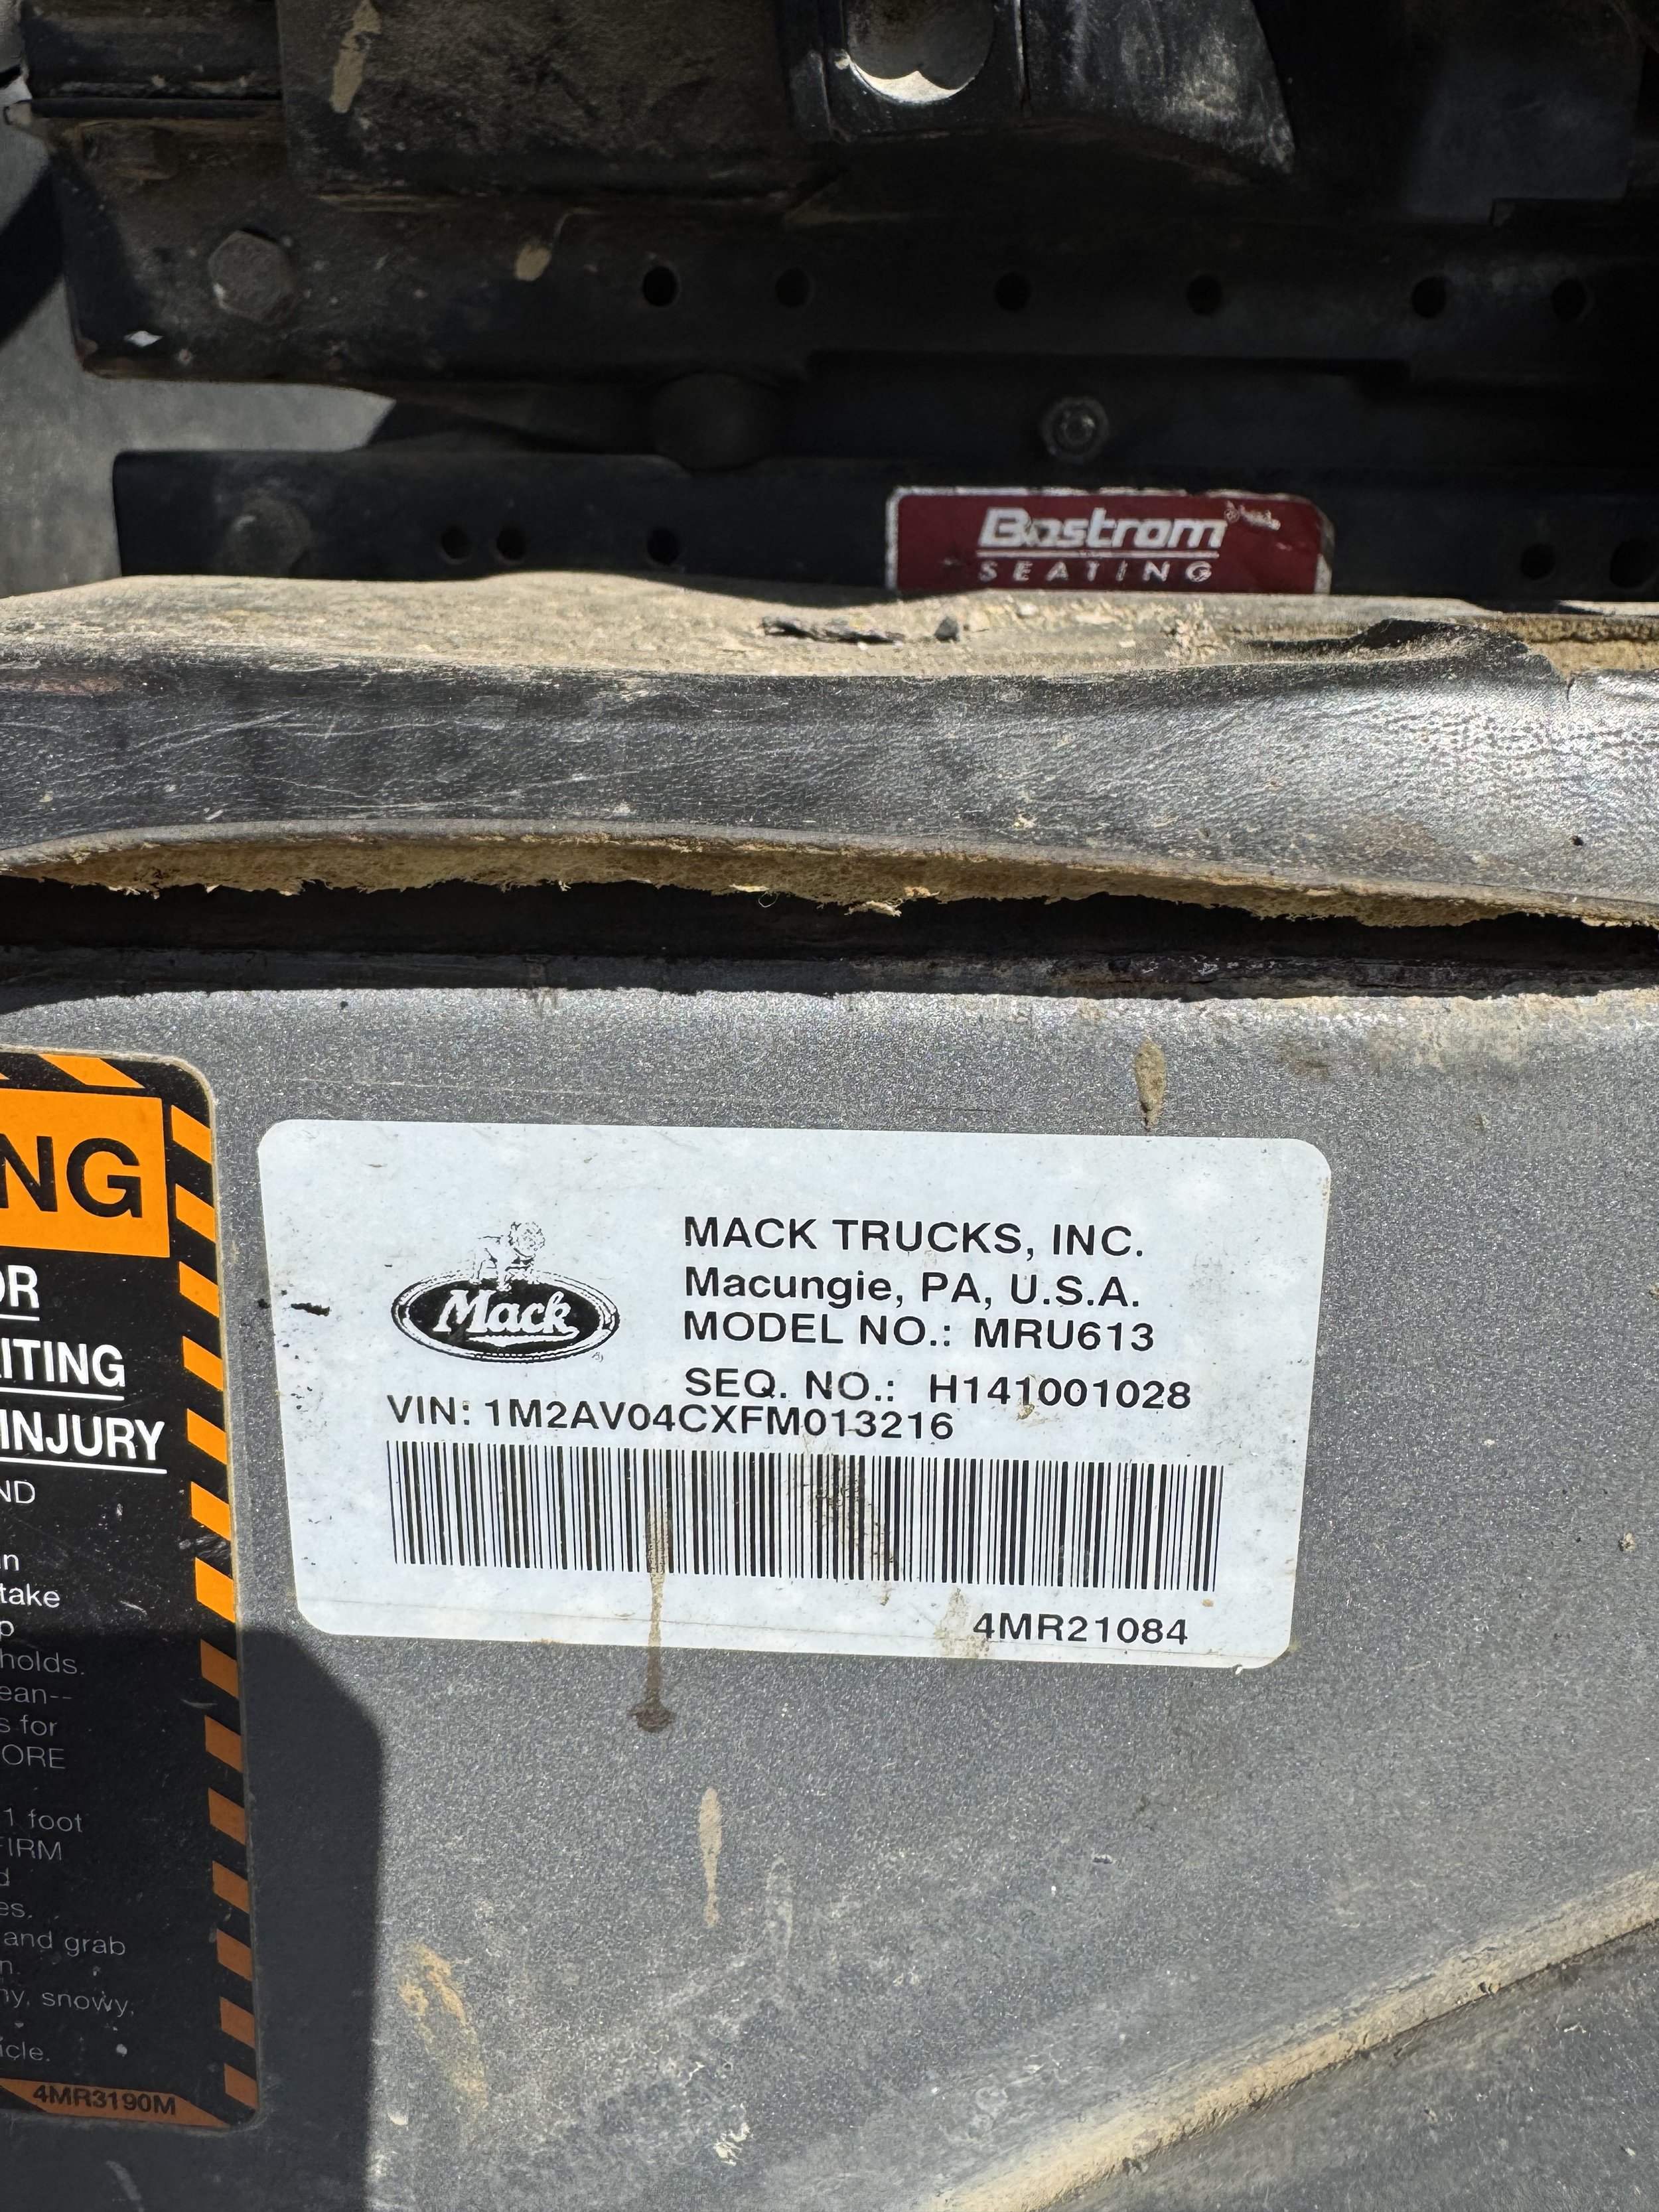 Bostrom
SEATING
NG
OR
ITING
INJURY
ND
take
holds.
ean--
s for
ORE
1 foot
FIRM
es.
and grab
snowy,
icle.
4MR3190M
Mack
MACK TRUCKS, INC.
Macungie, PA, U.S.A.
MODEL NO.: MRU613
SEQ. NO.: H141001028
VIN: 1M2AV04CXFM013216
4MR21084